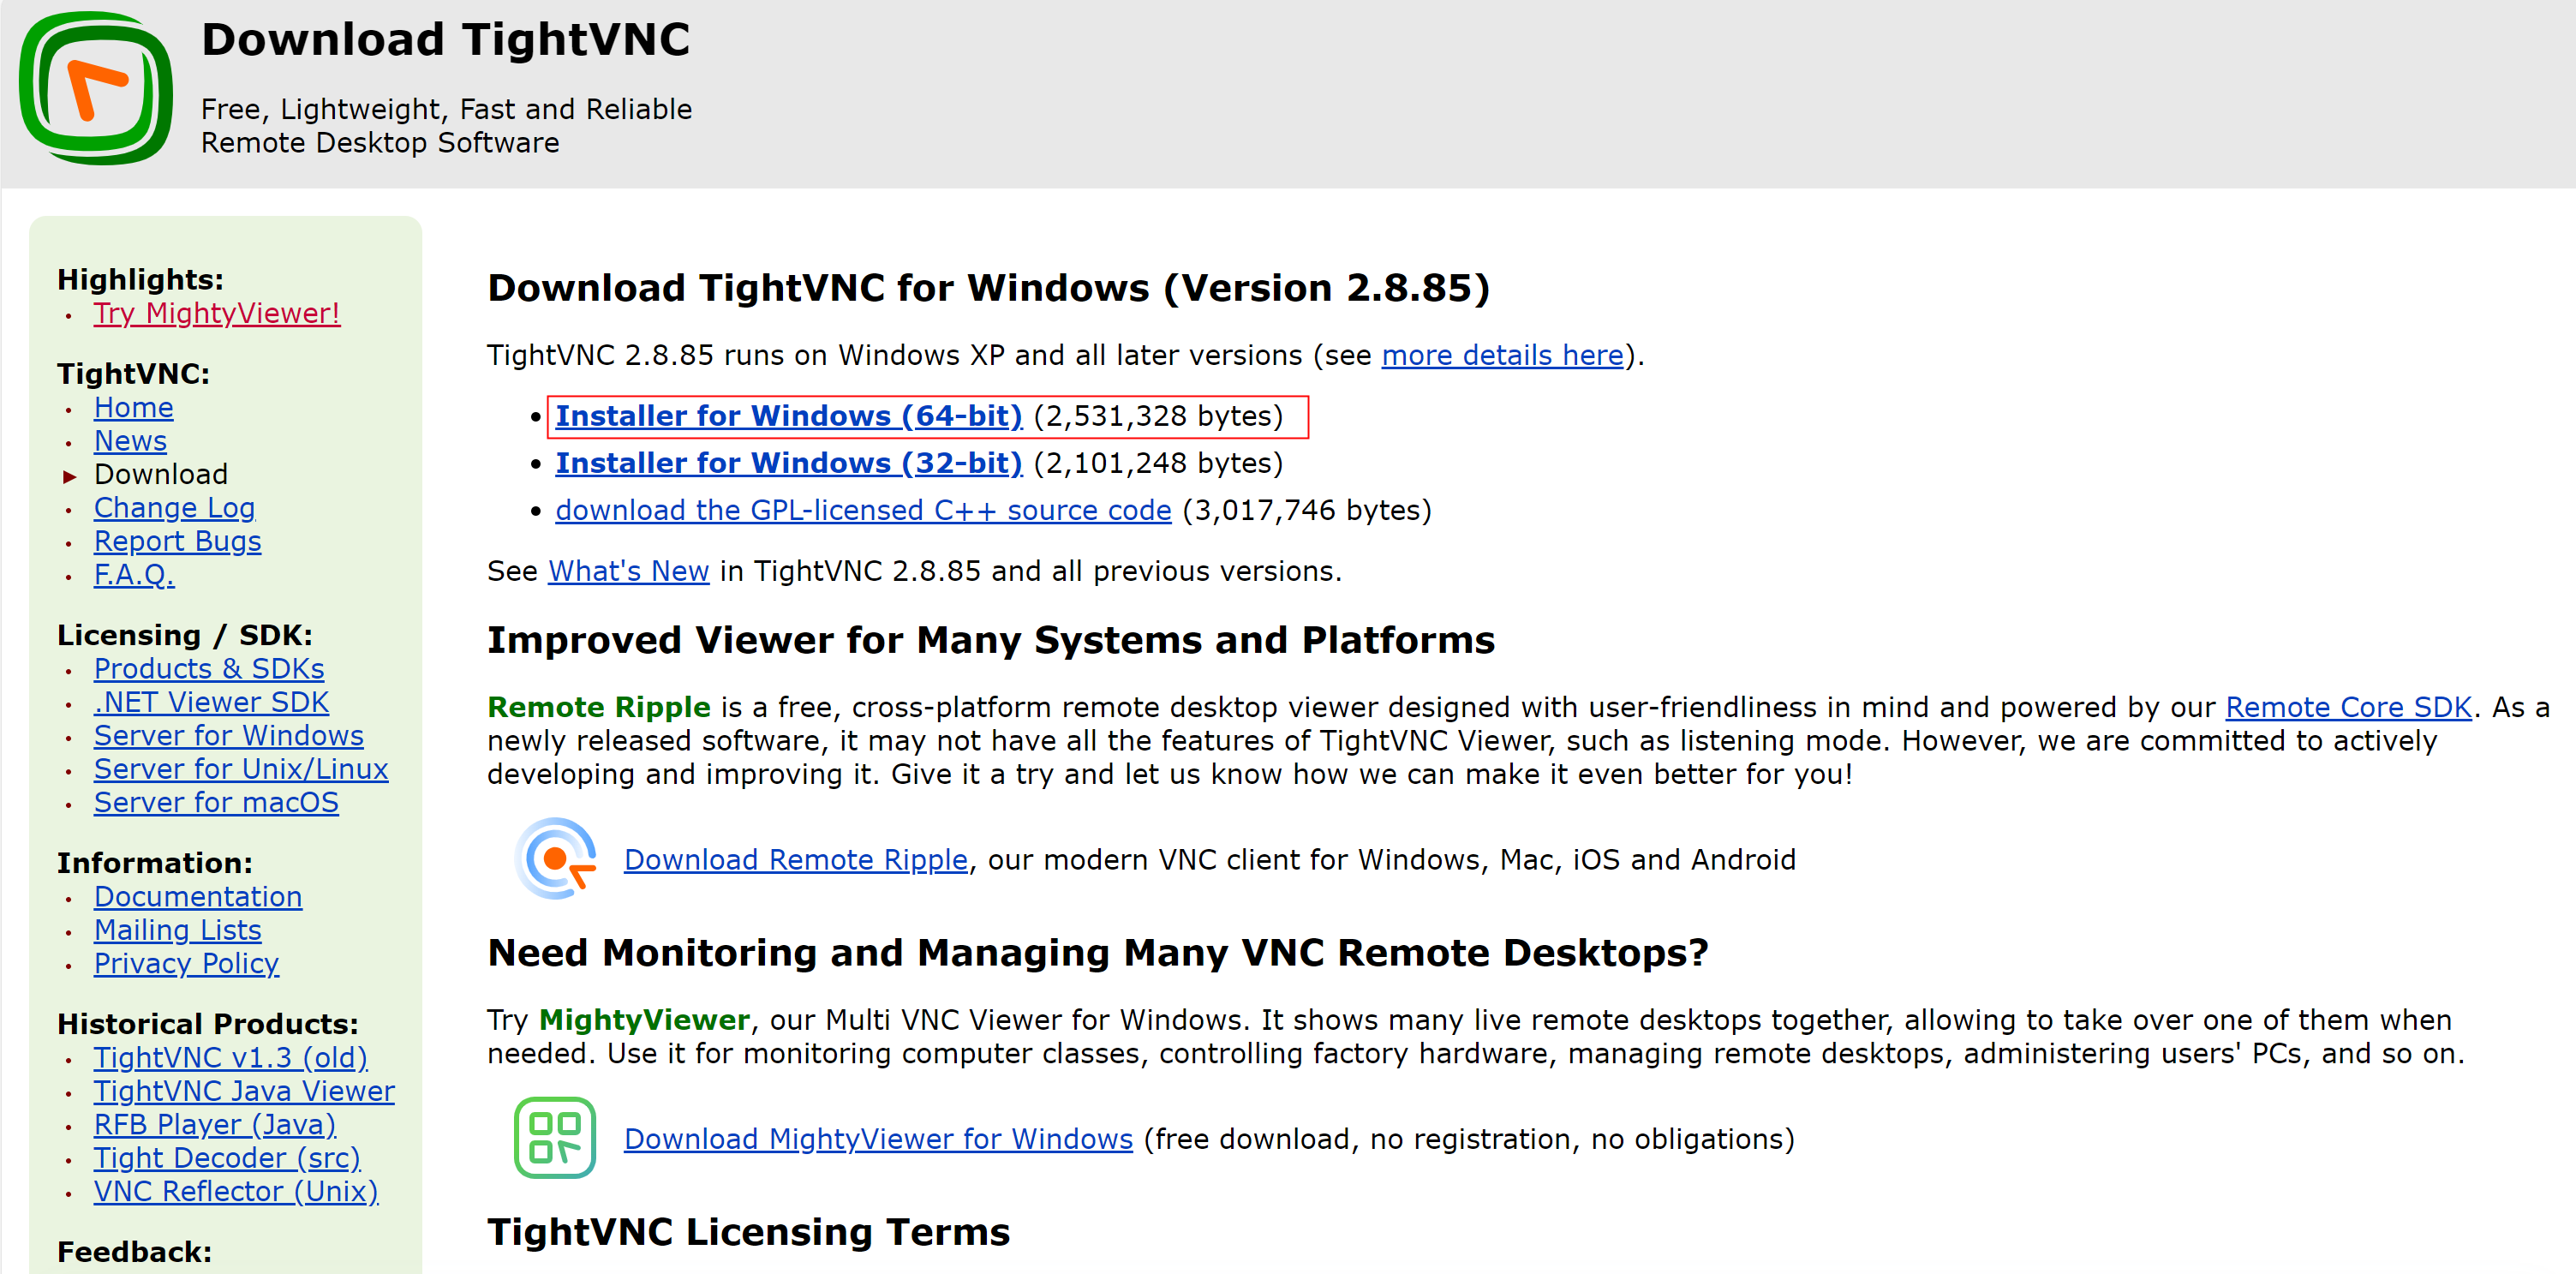 Download TightVNC
Free, Lightweight, Fast and Reliable
Remote Desktop Software
Highlights:
Try MightyViewer!
TightVNC:
Home
News
Download
Change Log
Report Bugs
F.A.Q.
Licensing / SDK:
Products & SDKs
.NET Viewer SDK
Server for Windows
Server for Unix/Linux
Server for macOS
Information:
Documentation
Mailing Lists
Privacy Policy
Historical Products:
TightVNC v1.3 (old)
TightVNC Java Viewer
RFB Player (Java)
Tight Decoder (src)
VNC Reflector (Unix)
Feedback:
Download TightVNC for Windows (Version 2.8.85)
TightVNC 2.8.85 runs on Windows XP and all later versions (see more details here).
Installer for Windows (64-bit) (2,531,328 bytes)
Installer for Windows (32-bit) (2,101,248 bytes)
download the GPL-licensed C++ source code (3,017,746 bytes)
See What's New in TightVNC 2.8.85 and all previous versions.
Improved Viewer for Many Systems and Platforms
Remote Ripple is a free, cross-platform remote desktop viewer designed with user-friendliness in mind and powered by our Remote Core SDK. As a
newly released software, it may not have all the features of TightVNC Viewer, such as listening mode. However, we are committed to actively
developing and improving it. Give it a try and let us know how we can make it even better for you!
Download Remote Ripple, our modern VNC client for Windows, Mac, iOS and Android
Need Monitoring and Managing Many VNC Remote Desktops?
Try MightyViewer, our Multi VNC Viewer for Windows. It shows many live remote desktops together, allowing to take over one of them when
needed. Use it for monitoring computer classes, controlling factory hardware, managing remote desktops, administering users' PCs, and so on.
Download MightyViewer for Windows (free download, no registration, no obligations)
TightVNC Licensing Terms